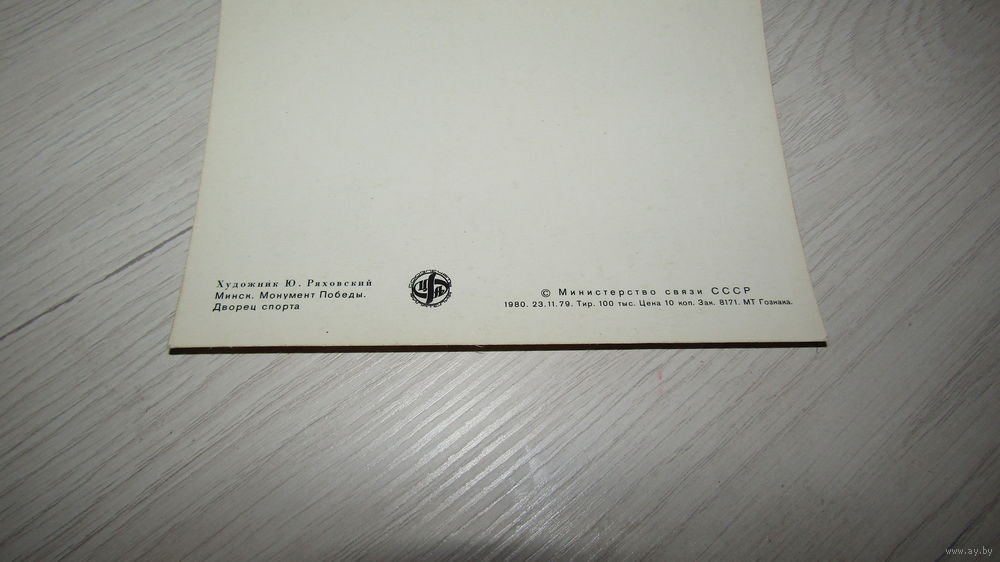 Художник Ю. Ряховский
Минск. Монумент Победы.
Дворец спорта
© Министерство связи СССР
1980. 23.11.79. Тир. 100 тыс. Цена 10 коп. Зак. 8171. МТ Гознака.
www.ay.by